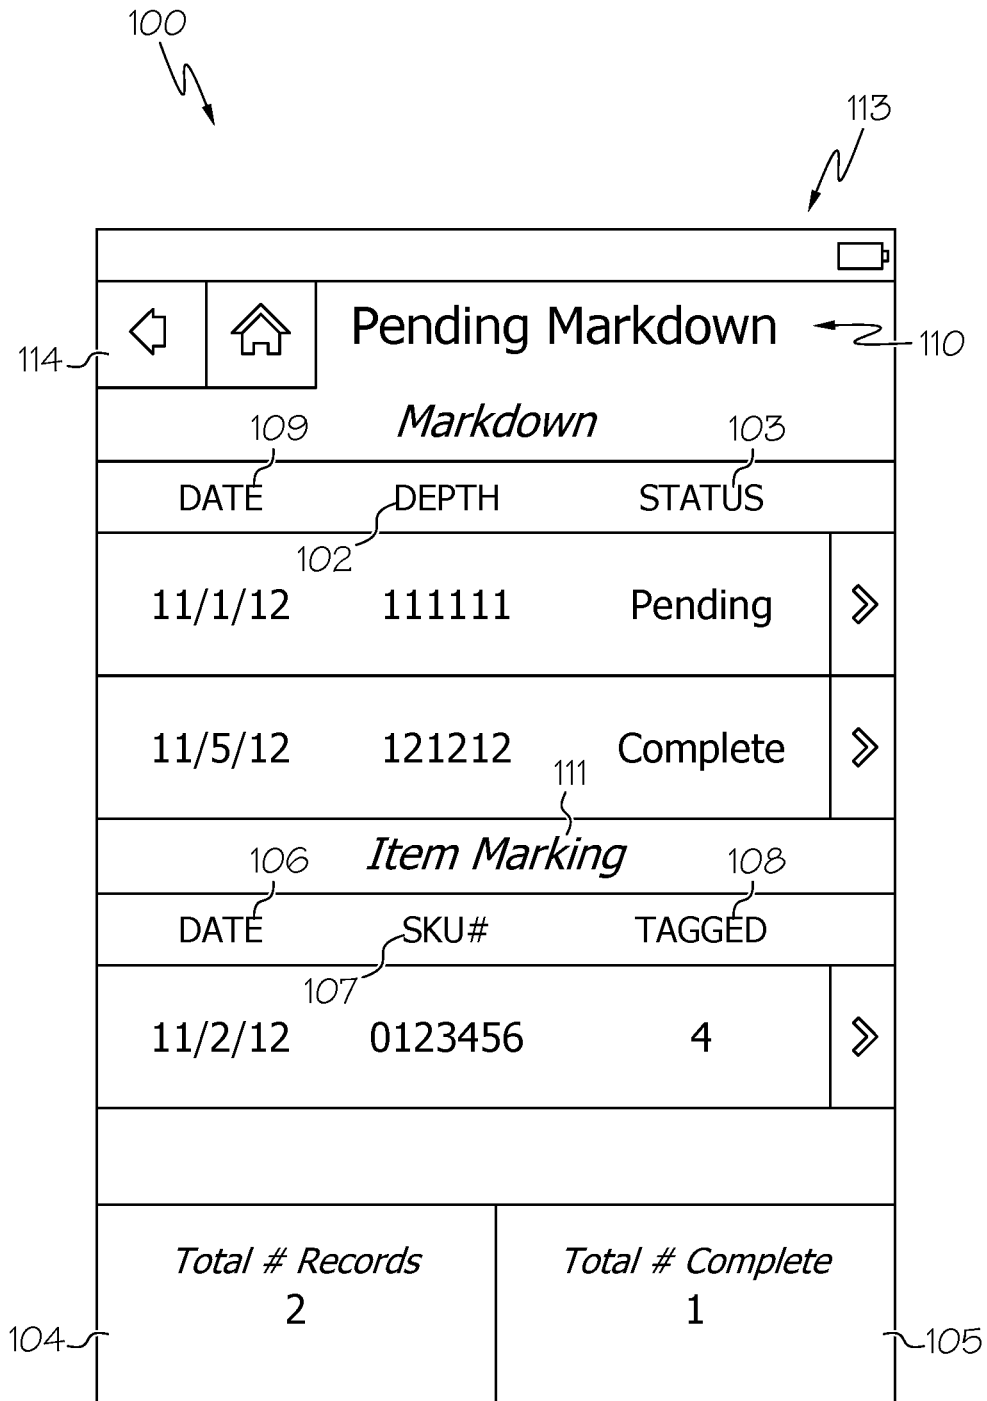 100
113
Pending Markdown
114
110
Markdown
109
103
DATE DEPTH STATUS
102
11/1/12 111111 Pending
11/5/12 121212 Complete
111
Item Marking
106
108
DATE SKU# TAGGED
107
11/2/12 0123456 4
Total # Records Total # Complete
2 1
104
105